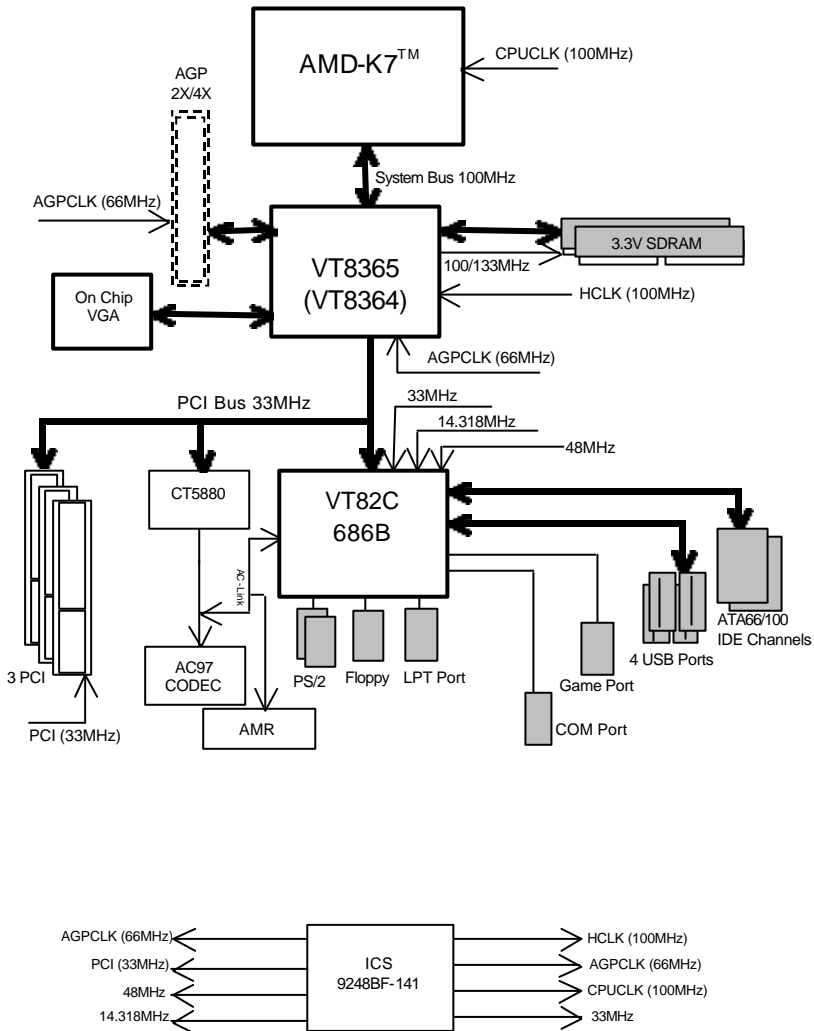 AMD-K7™
CPUCLK (100MHz)
AGP
2X/4X
System Bus 100MHz
AGPCLK (66MHz)
VT8365
(VT8364)
3.3V SDRAM
100/133MHz
HCLK (100MHz)
On Chip
VGA
AGPCLK (66MHz)
PCI Bus 33MHz
33MHz
14.318MHz
48MHz
CT5880
VT82C
686B
AC-Link
ATA66/100
IDE Channels
4 USB Ports
3 PCI
AC97
CODEC
PS/2
Floppy
LPT Port
Game Port
PCI (33MHz)
AMR
COM Port
AGPCLK (66MHz)
PCI (33MHz)
48MHz
14.318MHz
ICS
9248BF-141
HCLK (100MHz)
AGPCLK (66MHz)
CPUCLK (100MHz)
33MHz